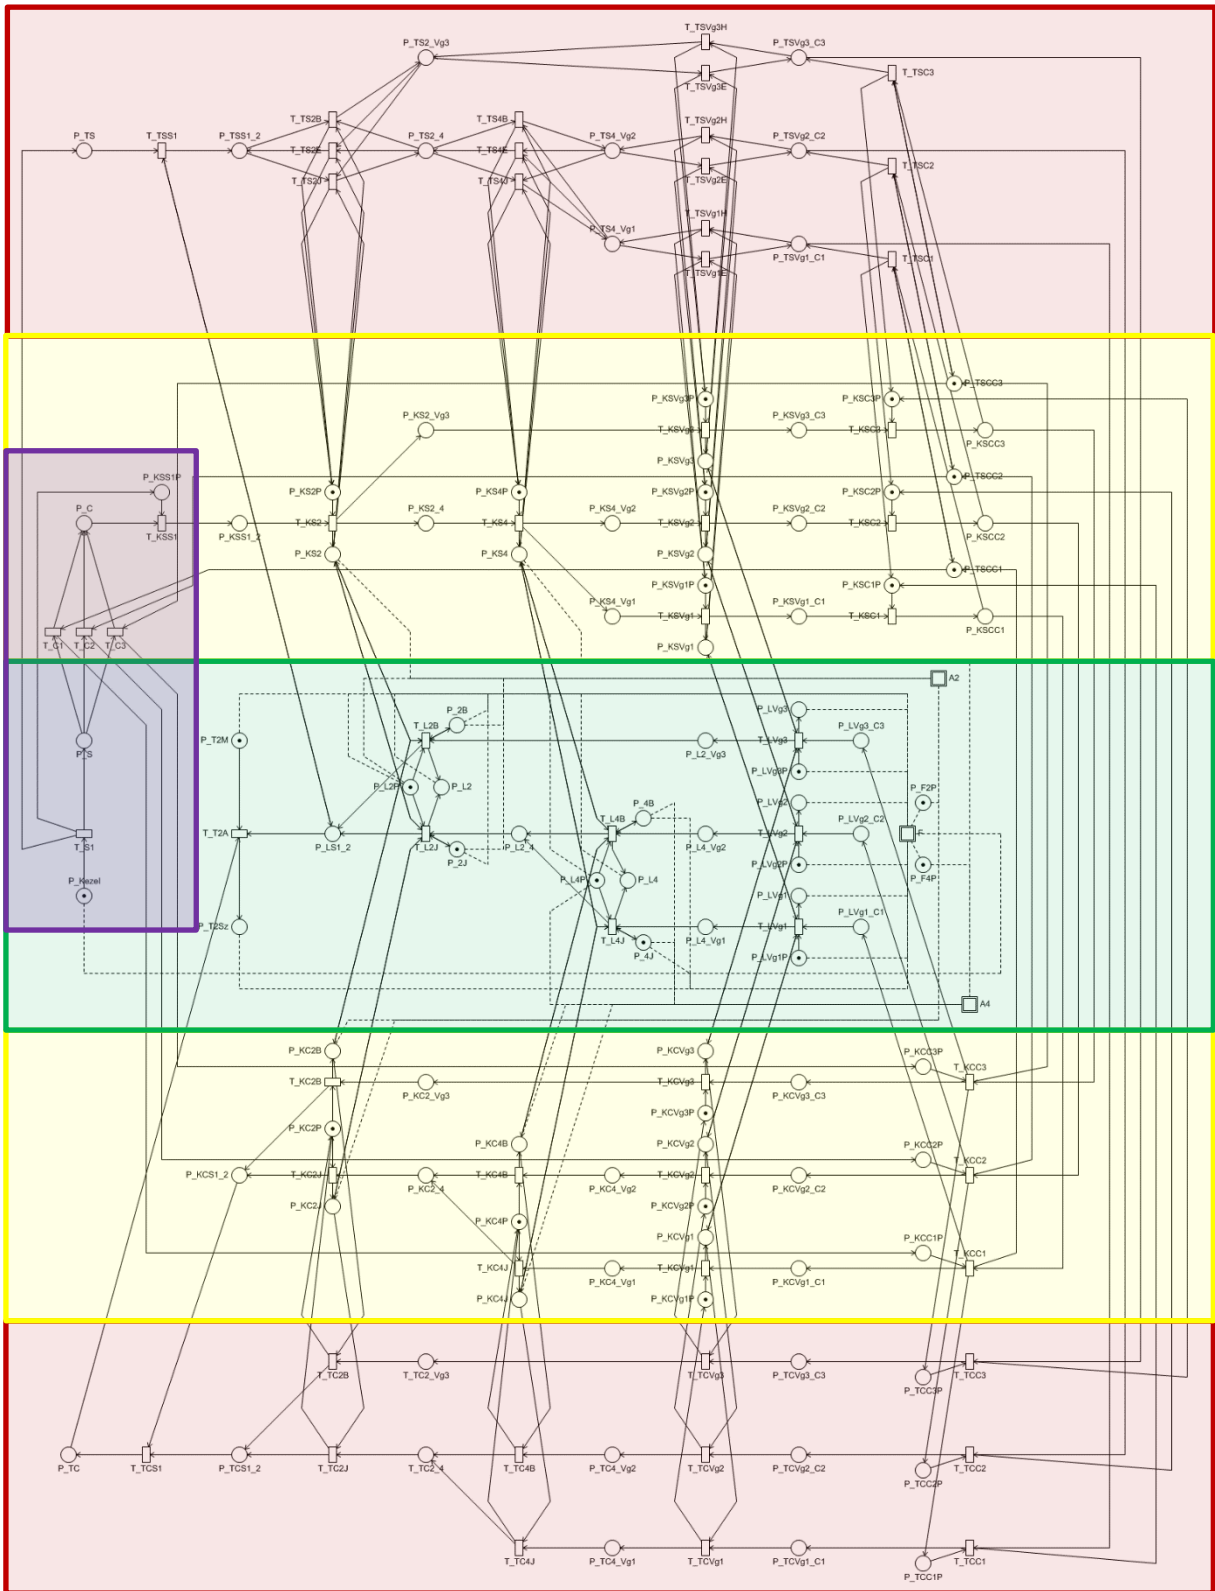 T_TSVg3H
P_TS2_Vg3
P_TSVg3_C3
T_TSC3
T_TSVg3E
T_TS2B
T_TS4B
T_TSVg2H
P_TS
T_TSS1
P_TSS1_2
P_TS2_4
P_TS4_Vg2
P_TSVg2_C2
T_TS2E
T_TS4E
T_TSC2
T_TS2J
T_TS4J
T_TSVg2E
T_TSVg1H
P_TS4_Vg1
P_TSVg1_C1
T_TSC1
T_TSVg1E
P_TSCC3
P_KSVg3P
P_KSC3P
P_KS2_Vg3
T_KSVg3
P_KSVg3_C3
T_KSC3
P_KSCC3
P_KSVg3
P_KSS1P
P_TSCC2
P_KS2P
P_KS4P
P_KSVg2P
P_KSC2P
P_C
T_KSS1
P_KSS1_2
T_KS2
P_KS2_4
T_KS4
P_KS4_Vg2
T_KSVg2
P_KSVg2_C2
T_KSC2
P_KSCC2
P_KS2
P_KS4
P_KSVg2
P_TSCC1
P_KSVg1P
P_KSC1P
P_KS4_Vg1
T_KSVg1
P_KSVg1_C1
T_KSC1
P_KSCC1
T_C1
T_C2
T_C3
P_KSVg1
A2
P_2B
P_LVg3
T_L2B
P_LVg3_C3
P_T2M
P_S
P_L2_Vg3
T_LVg3
P_LVg3P
P_L2P
P_L2
P_F2P
P_4B
P_LVg2
T_L4B
P_LVg2_C2
T_S1
T_T2A
P_LS1_2
T_L2J
P_L2_4
P_L4_Vg2
T_LVg2
F
P_2J
P_LVg2P
P_F4P
P_Kezel
P_L4P
P_L4
P_LVg1
P_LVg1_C1
P_T2Sz
T_L4J
P_4J
P_L4_Vg1
T_LVg1
P_LVg1P
A4
P_KC2B
P_KCVg3
P_KCC3P
T_KCC3
T_KC2B
P_KC2_Vg3
T_KCVg3
P_KCVg3_C3
P_KCVg3P
P_KC2P
P_KC4B
P_KCVg2
P_KCC2P
T_KCC2
P_KCS1_2
T_KC2J
P_KC2_4
T_KC4B
P_KC4_Vg2
T_KCVg2
P_KCVg2_C2
P_KC2J
P_KCVg2P
P_KC4P
P_KCVg1
P_KCC1P
T_KCC1
T_KC4J
P_KC4_Vg1
T_KCVg1
P_KCVg1_C1
P_KC4J
P_KCVg1P
T_TC2B
T_TC2_Vg3
T_TCVg3
P_TCVg3_C3
P_TCC3P
T_TCC3
P_TC
T_TCS1
P_TCS1_2
T_TC2J
T_TC2_4
T_TC4B
P_TC4_Vg2
T_TCVg2
P_TCVg2_C2
P_TCC2P
T_TCC2
T_TC4J
P_TC4_Vg1
T_TCVg1
P_TCVg1_C1
P_TCC1P
T_TCC1